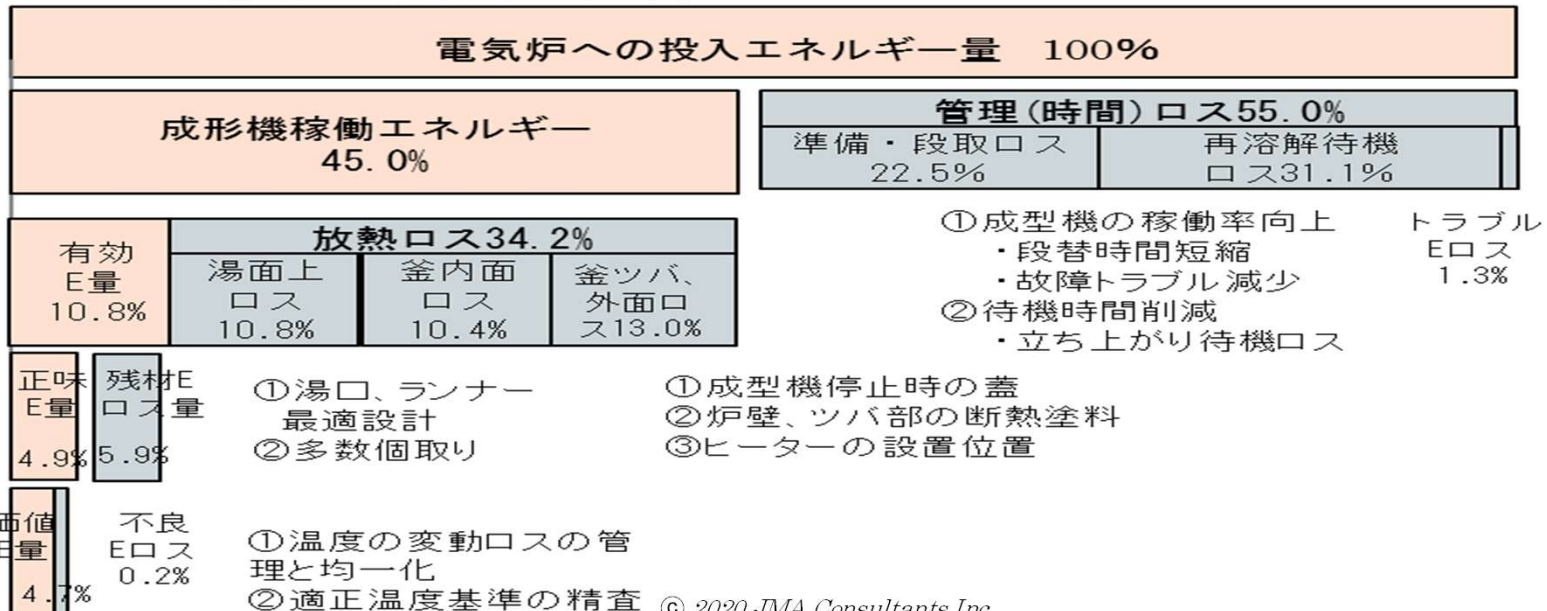 電気炉への投入エネルギー量 100%
成形機稼働エネルギー
45.0%
管理(時間)ロス55.0%
準備・段取ロス
22.5%
再溶解待機
ロス31.1%
有効
E量
10.8%
放熱ロス34.2%
湯面上
ロス
10.8%
釜内面
ロス
10.4%
釜ツバ、
外面ロ
ス13.0%
①成型機の稼働率向上
・段替時間短縮
・故障トラブル減少
②待機時間削減
・立ち上がり待機ロス
トラブル
Eロス
1.3%
正味
E量
4.9%
残材E
ロス量
5.9%
①湯口、ランナー
最適設計
②多数個取り
①成型機停止時の蓋
②炉壁、ツバ部の断熱塗料
③ヒーターの設置位置
価値
E量
4.7%
不良
Eロス
0.2%
①温度の変動ロスの管
理と均一化
②適正温度基準の精査
© 2020 JMA Consultants Inc